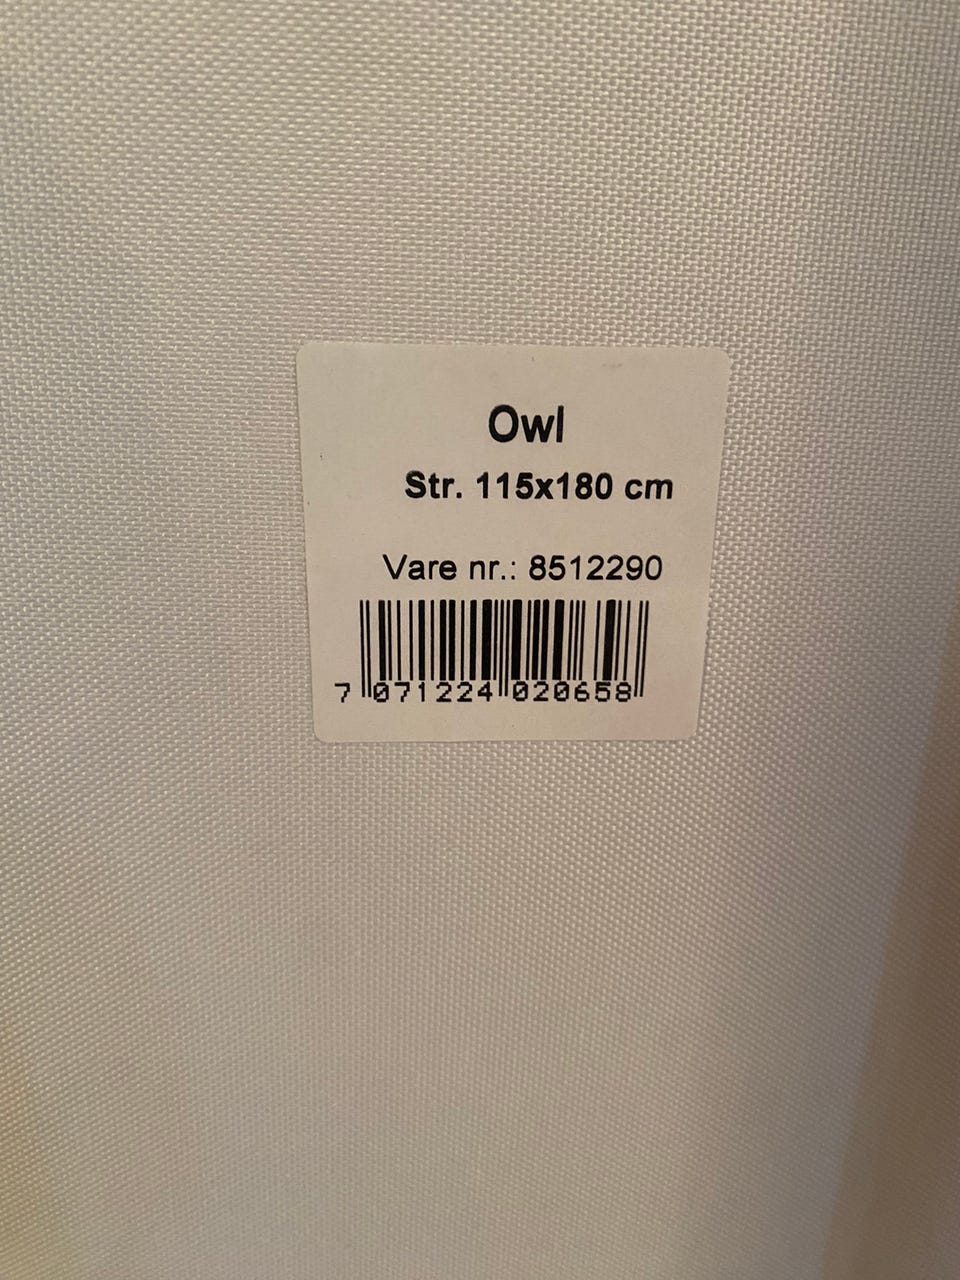 Owl
Str. 115x180 cm
Vare nr.: 8512290
7 071224 020658